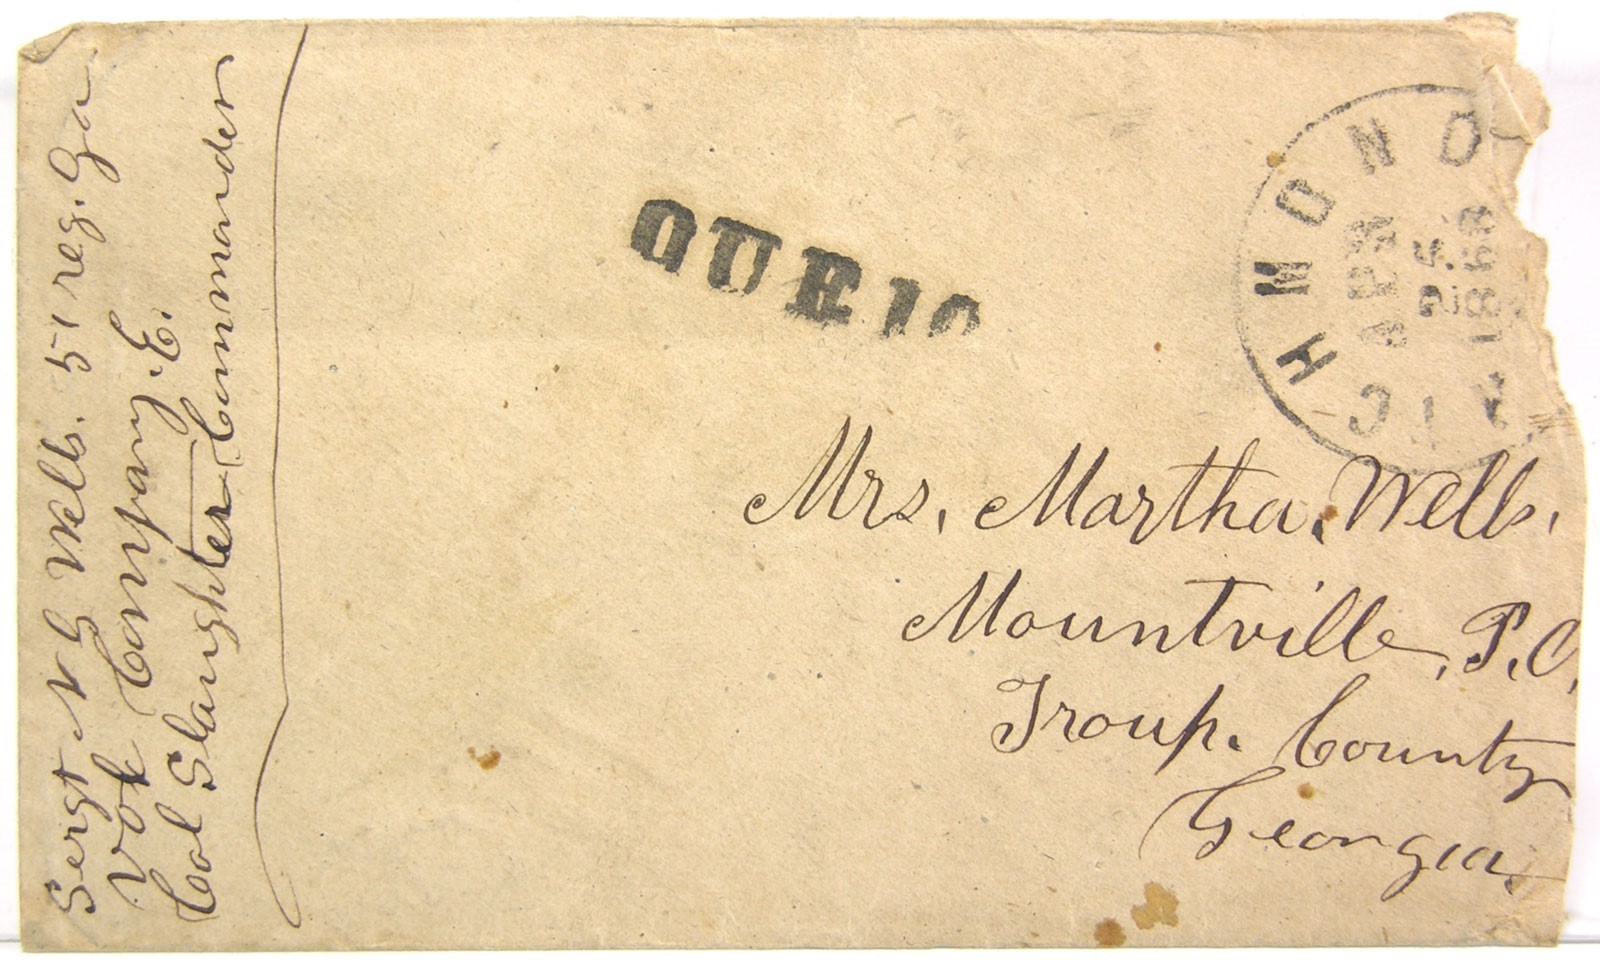 Sergt N G Wells. 51 reg. Ga
Vol Company. E.
Col Slaughter Commander
DUE 10
RICHMOND
APR
25
Mrs. Martha. Wells.
Mountville, P.O.
Troup. County
Georgia.